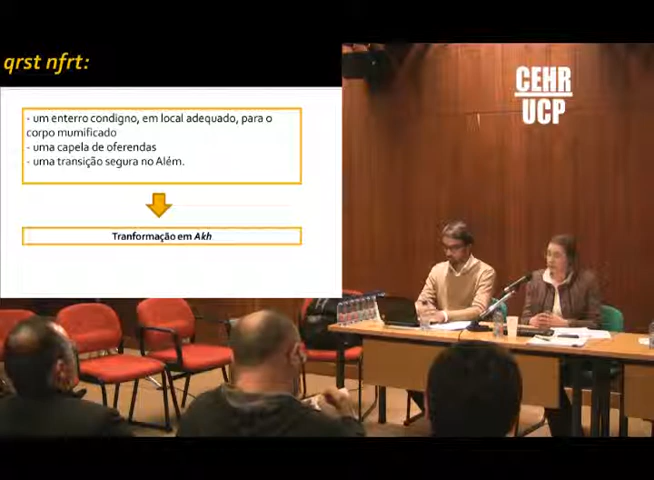 qrst nfrt:
- um enterro condigno, em local adequado, para o
corpo mumificado
- uma capela de oferendas
- uma transição segura no Além.
Transformação em Akh
CEHR
UCP